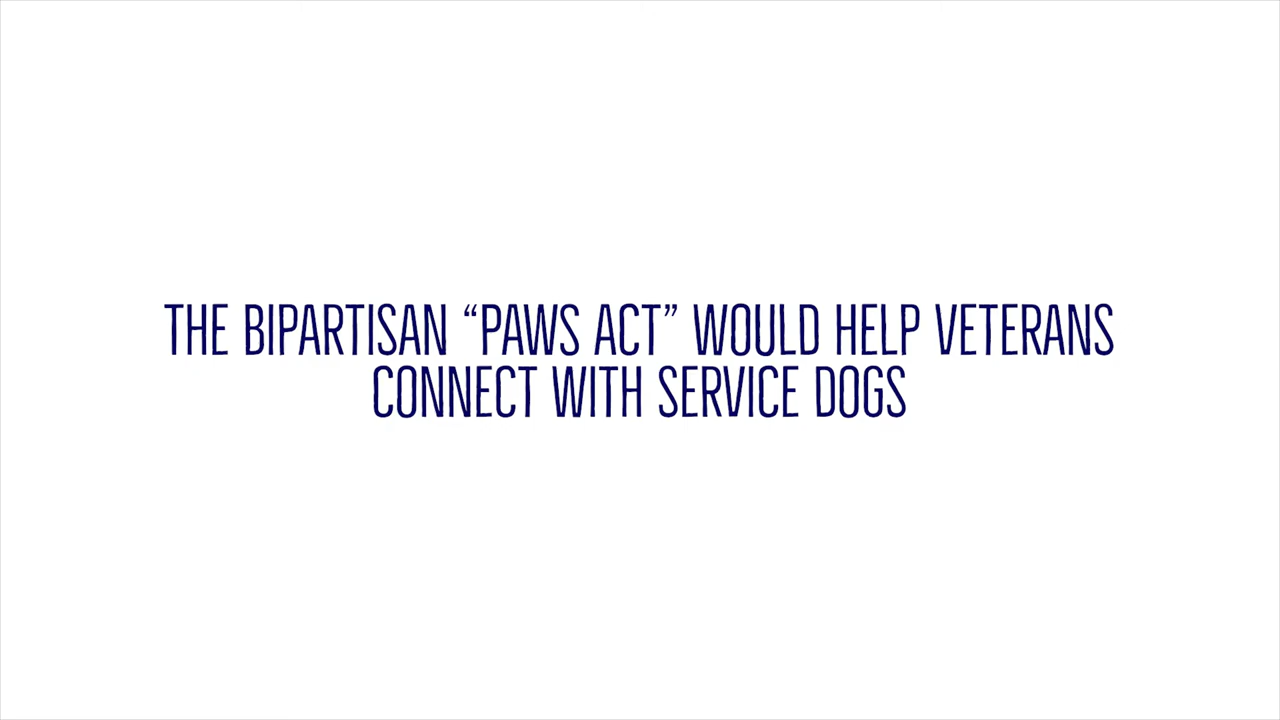 THE BIPARTISAN “PAWS ACT” WOULD HELP VETERANS
CONNECT WITH SERVICE DOGS